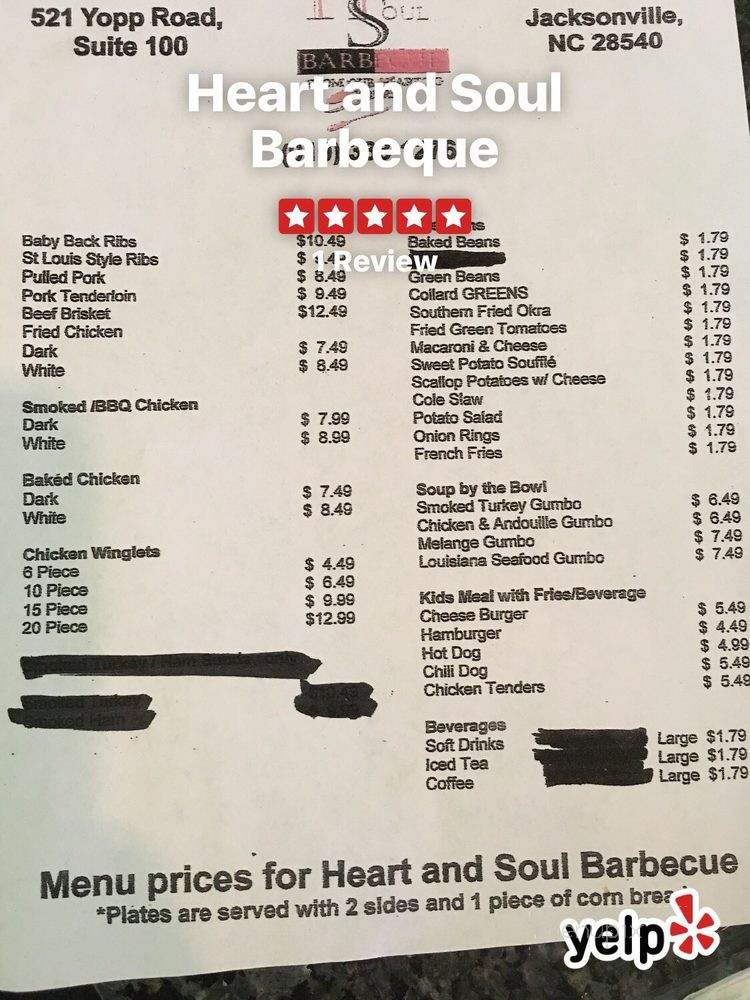 521 Yopp Road,
Suite 100
SOUL
BARBECUE
Jacksonville,
NC 28540
Heart and Soul
Barbeque
1 Review
Baby Back Ribs $10.49
St Louis Style Ribs
Pulled Pork $ 8.49
Pork Tenderloin $ 9.49
Beef Brisket $12.49
Fried Chicken
Dark $ 7.49
White $ 8.49
Smoked /BBQ Chicken
Dark $ 7.99
White $ 8.99
Baked Chicken
Dark $ 7.49
White $ 8.49
Chicken Winglets
6 Piece $ 4.49
10 Piece $ 6.49
15 Piece $ 9.99
20 Piece $12.99
Smoked Turkey
Smoked Ham
Baked Beans $ 1.79
$ 1.79
Green Beans $ 1.79
Collard GREENS $ 1.79
Southern Fried Okra $ 1.79
Fried Green Tomatoes $ 1.79
Macaroni & Cheese $ 1.79
Sweet Potato Soufflé $ 1.79
Scallop Potatoes w/ Cheese $ 1.79
Cole Slaw $ 1.79
Potato Salad $ 1.79
Onion Rings $ 1.79
French Fries $ 1.79
Soup by the Bowl
Smoked Turkey Gumbo $ 6.49
Chicken & Andouille Gumbo $ 6.49
Melange Gumbo $ 7.49
Louisiana Seafood Gumbo $ 7.49
Kids Meal with Fries/Beverage
Cheese Burger $ 5.49
Hamburger $ 4.49
Hot Dog $ 4.99
Chili Dog $ 5.49
Chicken Tenders $ 5.49
Beverages
Soft Drinks Large $1.79
Iced Tea Large $1.79
Coffee Large $1.79
Menu prices for Heart and Soul Barbecue
*Plates are served with 2 sides and 1 piece of corn bread
yelp